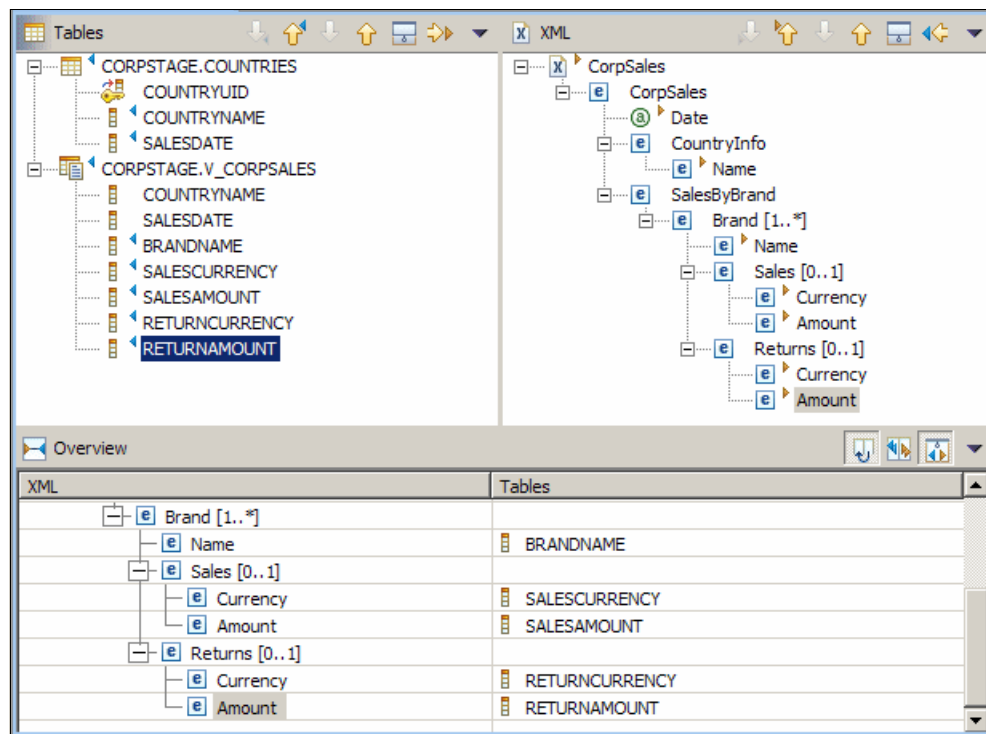 Tables
CORPSTAGE.COUNTRIES
COUNTRYUID
COUNTRYNAME
SALESDATE
CORPSTAGE.V_CORPSALES
COUNTRYNAME
SALESDATE
BRANDNAME
SALESCURRENCY
SALESAMOUNT
RETURNCURRENCY
RETURNAMOUNT
XML
CorpSales
CorpSales
Date
CountryInfo
Name
SalesByBrand
Brand [1..*]
Name
Sales [0..1]
Currency
Amount
Returns [0..1]
Currency
Amount
Overview
XML Tables
Brand [1..*]
Name BRANDNAME
Sales [0..1]
Currency SALESCURRENCY
Amount SALESAMOUNT
Returns [0..1]
Currency RETURNCURRENCY
Amount RETURNAMOUNT